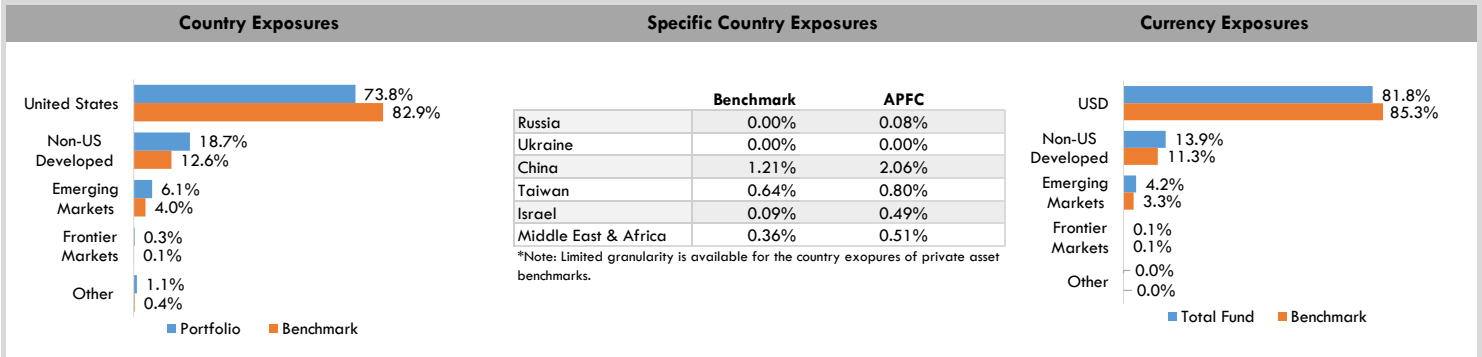 Country Exposures
United States
73.8%
82.9%
Non-US
Developed
18.7%
12.6%
Emerging
Markets
6.1%
4.0%
Frontier
Markets
0.3%
0.1%
Other
1.1%
0.4%
Portfolio Benchmark
Specific Country Exposures
Benchmark APFC
Russia 0.00% 0.08%
Ukraine 0.00% 0.00%
China 1.21% 2.06%
Taiwan 0.64% 0.80%
Israel 0.09% 0.49%
Middle East & Africa 0.36% 0.51%
*Note: Limited granularity is available for the country exopures of private asset
benchmarks.
Currency Exposures
USD
81.8%
85.3%
Non-US
Developed
13.9%
11.3%
Emerging
Markets
4.2%
3.3%
Frontier
Markets
0.1%
0.1%
Other
0.0%
0.0%
Total Fund Benchmark